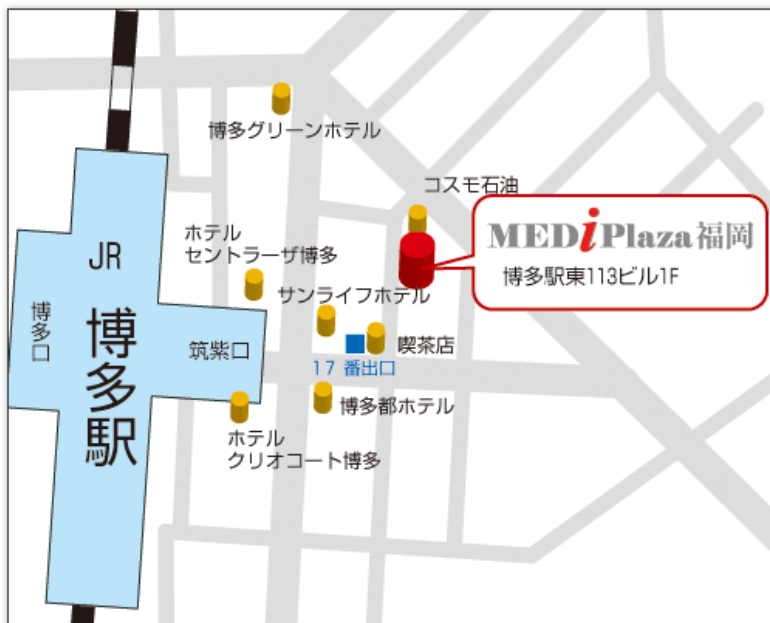 博多グリーンホテル
コスモ石油
MEDiPlaza福岡
博多駅東113ビル1F
ホテル
セントラーザ博多
JR
博多駅
博多口
筑紫口
サンライフホテル
喫茶店
17 番出口
博多都ホテル
ホテル
クリオコート博多